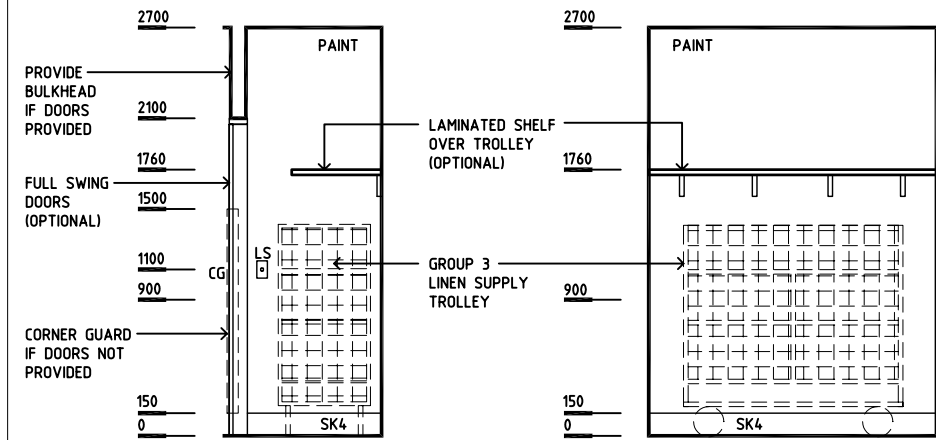 2700
PAINT
PROVIDE
BULKHEAD
IF DOORS
PROVIDED
2100
1760
FULL SWING
DOORS
(OPTIONAL)
1500
LS
1100
CG
900
CORNER GUARD
IF DOORS NOT
PROVIDED
150
0
SK4
LAMINATED SHELF
OVER TROLLEY
(OPTIONAL)
GROUP 3
LINEN SUPPLY
TROLLEY
2700
PAINT
2100
1760
900
150
0
SK4